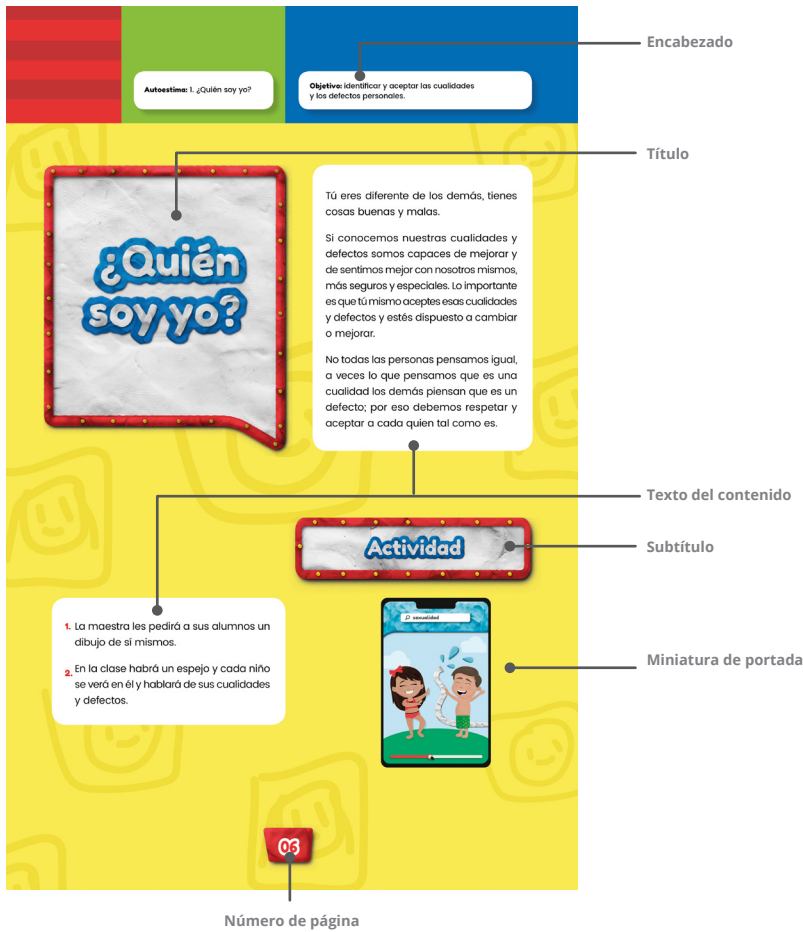 Autoestima: 1. ¿Quién soy yo?
Objetivo: identificar y aceptar las cualidades
y los defectos personales.
Encabezado
Título
¿Quién
soy yo?
Tú eres diferente de los demás, tienes
cosas buenas y malas.
Si conocemos nuestras cualidades y
defectos somos capaces de mejorar y
de sentirnos mejor con nosotros mismos,
más seguros y especiales. Lo importante
es que tú mismo aceptes esas cualidades
y defectos y estés dispuesto a cambiar
o mejorar.
No todas las personas pensamos igual,
a veces lo que pensamos que es una
cualidad los demás piensan que es un
defecto; por eso debemos respetar y
aceptar a cada quien tal como es.
Texto del contenido
Actividad
Subtítulo
1. La maestra les pedirá a sus alumnos un
dibujo de sí mismos.
2. En la clase habrá un espejo y cada niño
se verá en él y hablará de sus cualidades
y defectos.
sexualidad
Miniatura de portada
06
Número de página